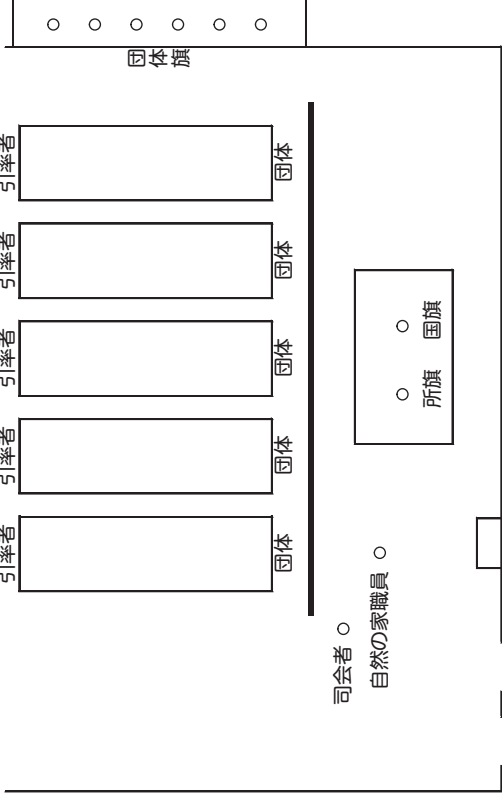 団体旗
引率者
団体
引率者
団体
引率者
団体
引率者
団体
引率者
団体
国旗
所旗
司会者
自然の家職員